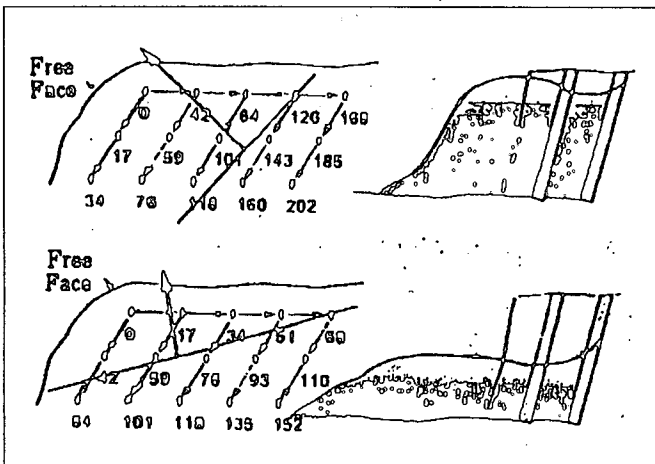 Free
Face
0 42 84 126 168
17 59 101 143 185
34 76 118 160 202
Free
Face
0 17 34 51 68
42 59 76 93 110
84 101 118 135 152